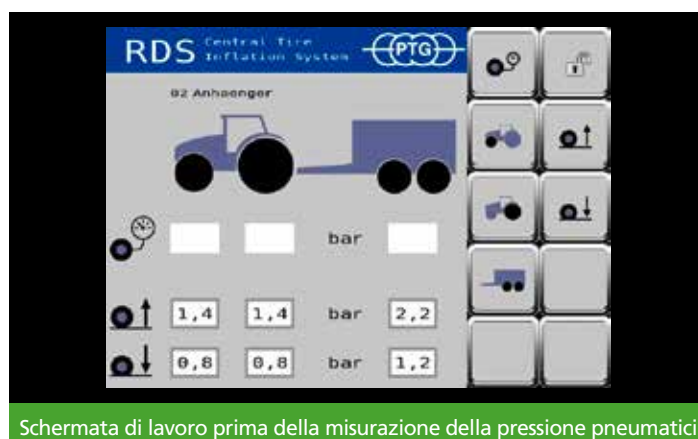 RDS Central Tire Inflation System PTG
02 Anhaenger
bar
1,4 1,4 bar 2,2
0,8 0,8 bar 1,2
Schermata di lavoro prima della misurazione della pressione pneumatici